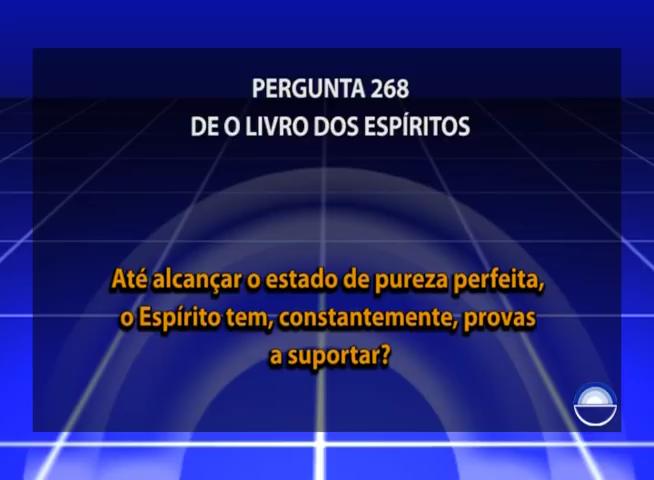 PERGUNTA 268
DE O LIVRO DOS ESPÍRITOS
Até alcançar o estado de pureza perfeita,
o Espírito tem, constantemente, provas
a suportar?